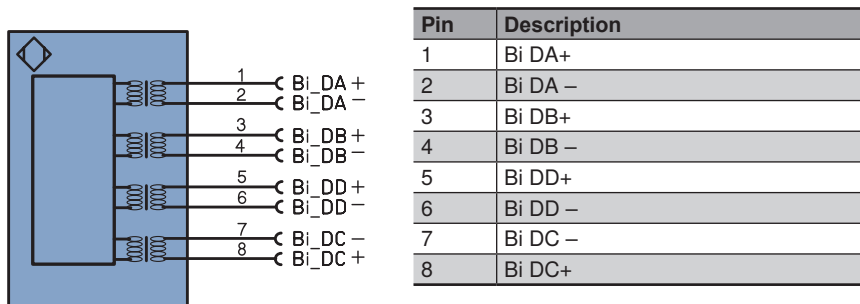 1 Bi_DA +
2 Bi_DA −
3 Bi_DB +
4 Bi_DB −
5 Bi_DD +
6 Bi_DD −
7 Bi_DC −
8 Bi_DC +
Pin Description
1 Bi DA+
2 Bi DA –
3 Bi DB+
4 Bi DB –
5 Bi DD+
6 Bi DD –
7 Bi DC –
8 Bi DC+